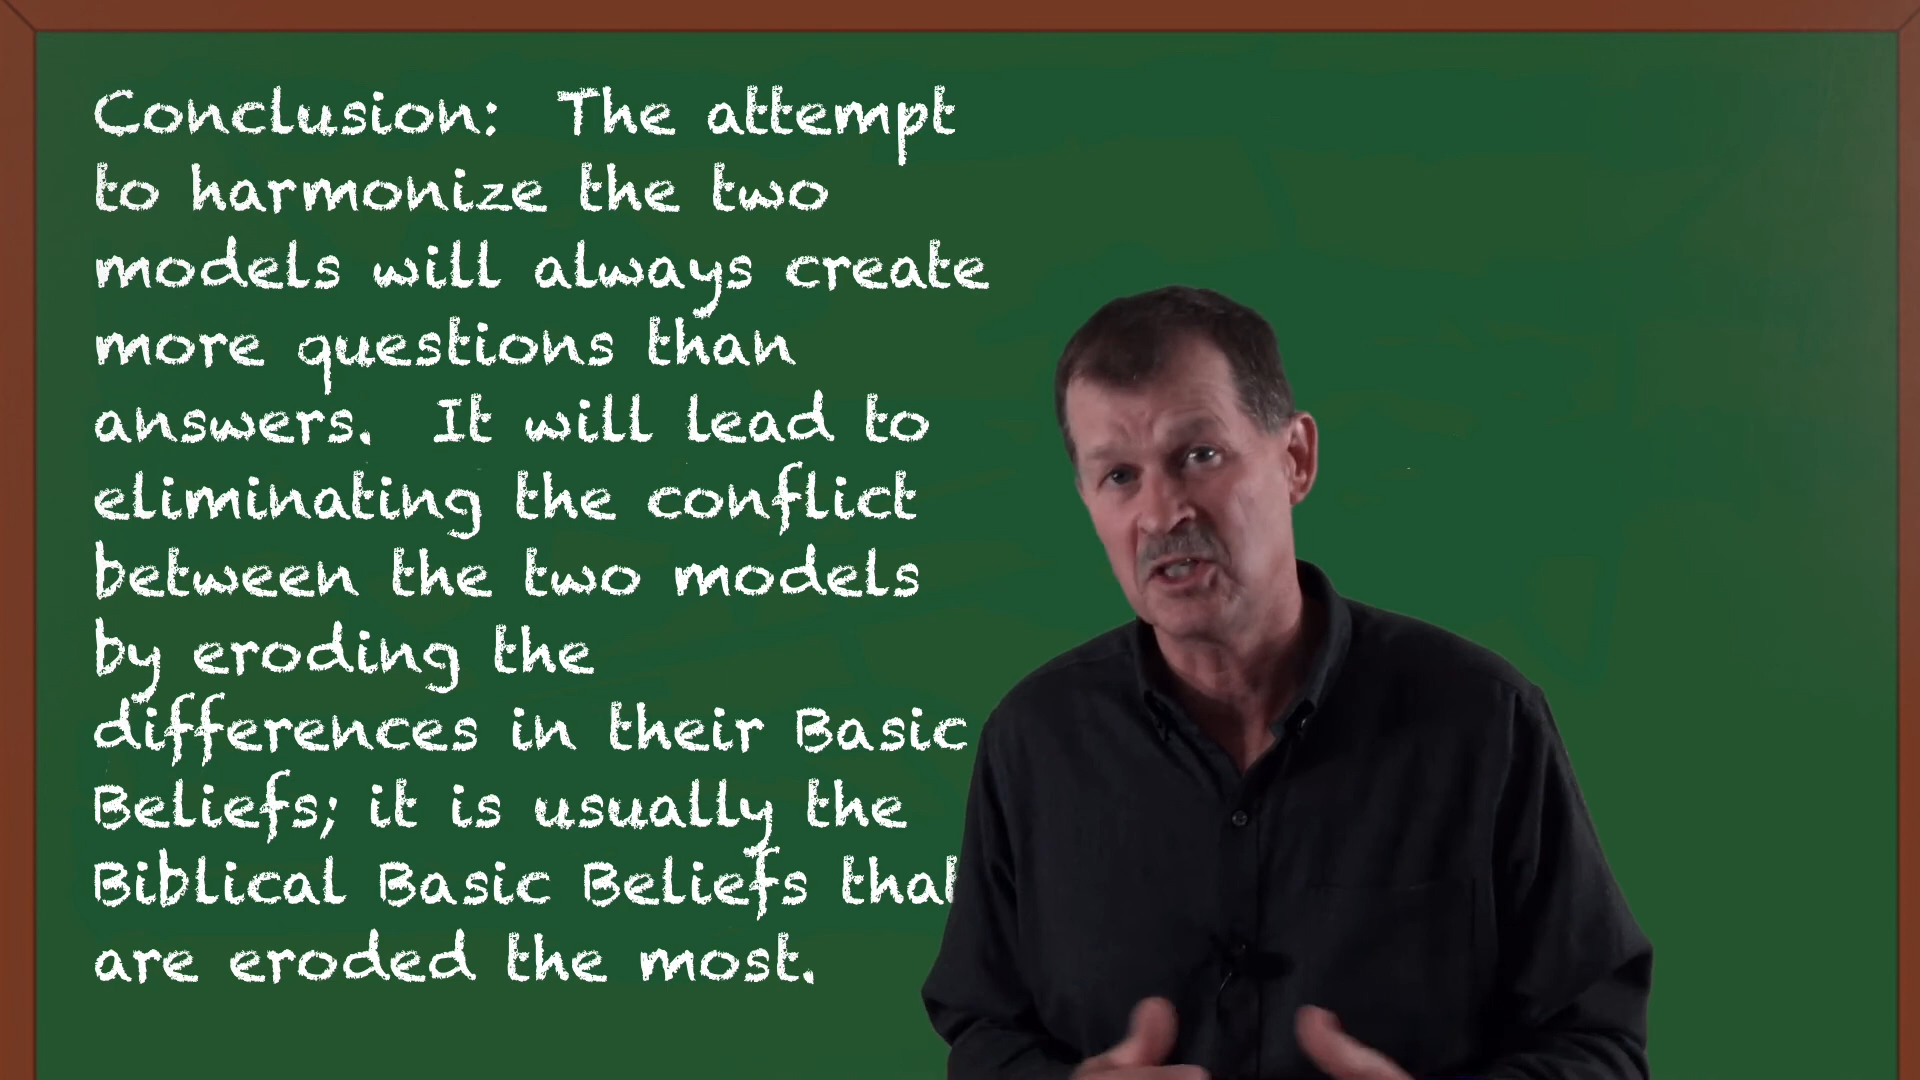 Conclusion: The attempt
to harmonize the two
models will always create
more questions than
answers. It will lead to
eliminating the conflict
between the two models
by eroding the
differences in their Basic
Beliefs; it is usually the
Biblical Basic Beliefs that
are eroded the most.